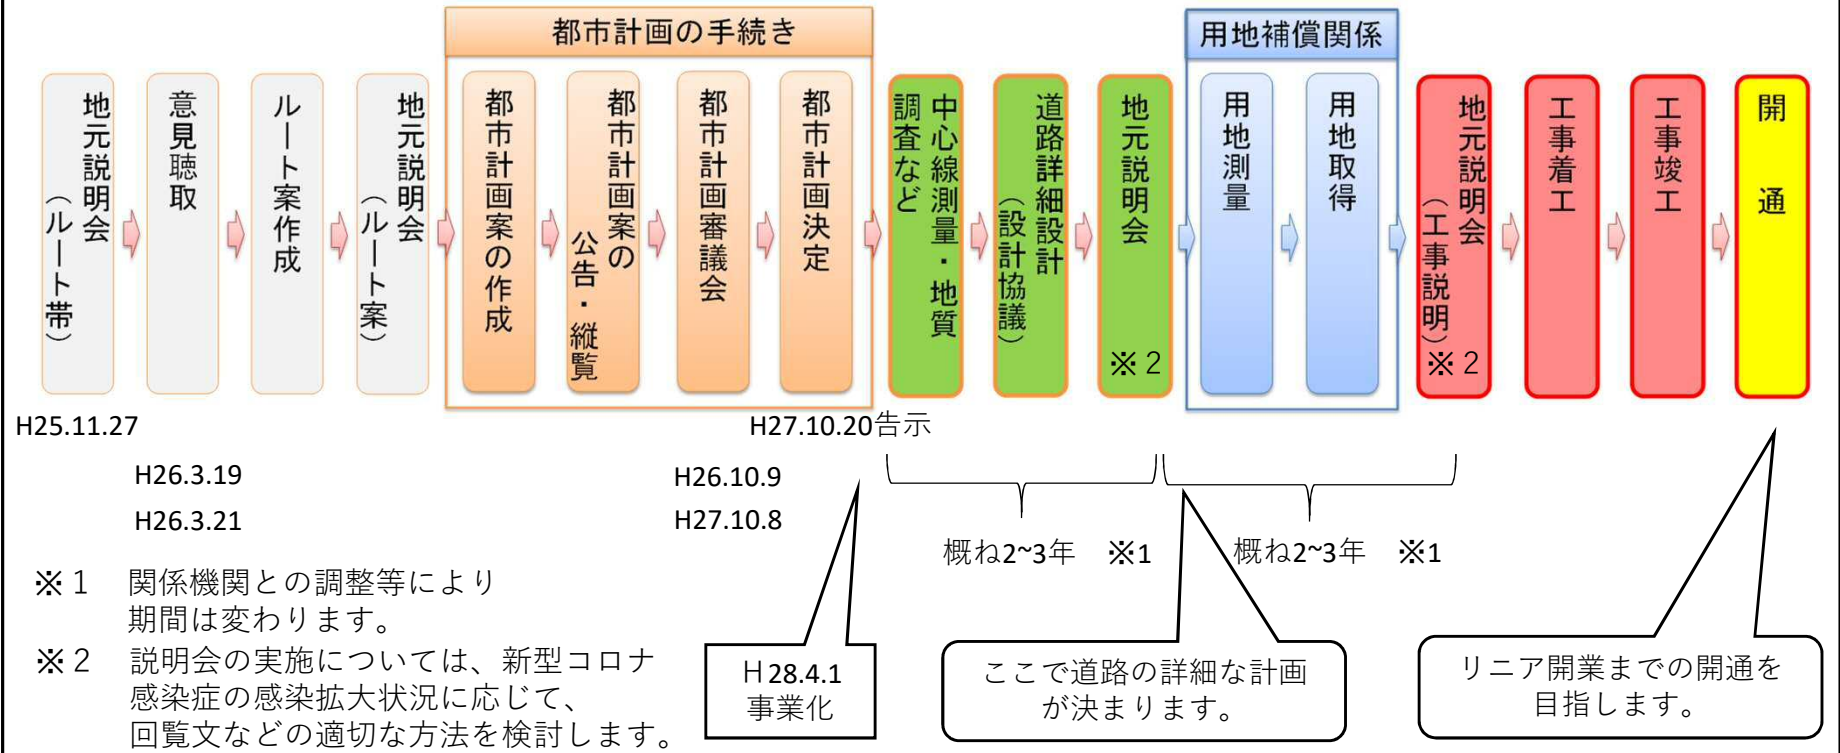 都市計画の手続き
用地補償関係
地元説明会
（ルート帯）
意見聴取
ルート案作成
地元説明会
（ルート案）
都市計画案の作成
都市計画案の
公告・縦覧
都市計画審議会
都市計画決定
中心線測量・地質
調査など
道路詳細設計
（設計協議）
地元説明会
※2
用地測量
用地取得
地元説明会
（工事説明）
※2
工事着工
工事竣工
開　通
H25.11.27
H27.10.20告示
H26.3.19
H26.3.21
H26.10.9
H27.10.8
概ね2~3年　※1
概ね2~3年　※1
※１　関係機関との調整等により
期間は変わります。
※２　説明会の実施については、新型コロナ
感染症の感染拡大状況に応じて、
回覧文などの適切な方法を検討します。
Ｈ28.4.1
事業化
ここで道路の詳細な計画
が決まります。
リニア開業までの開通を
目指します。